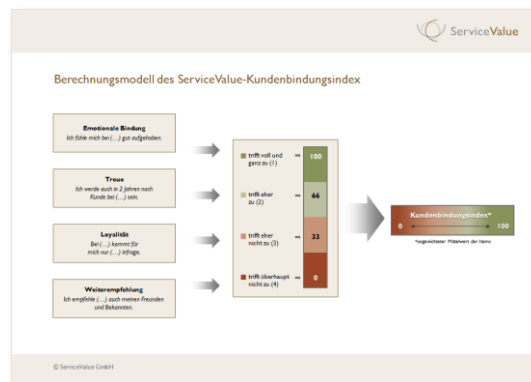 ServiceValue
Berechnungsmodell des ServiceValue-Kundenbindungsindex
Emotionale Bindung
Ich fühle mich bei (...) gut aufgehoben.
Treue
Ich werde auch in 2 Jahren noch
Kunde bei (...) sein.
Loyalität
Bei (...) kommt für
mich nur (...) infrage.
Weiterempfehlung
Ich empfehle (...) auch meinen Freunden
und Bekannten.
trifft voll und
ganz zu (1)
100
trifft eher
zu (2)
66
trifft eher
nicht zu (3)
33
trifft überhaupt
nicht zu (4)
0
Kundenbindungsindex*
0 100
*ungewichteter Mittelwert der Items
© ServiceValue GmbH